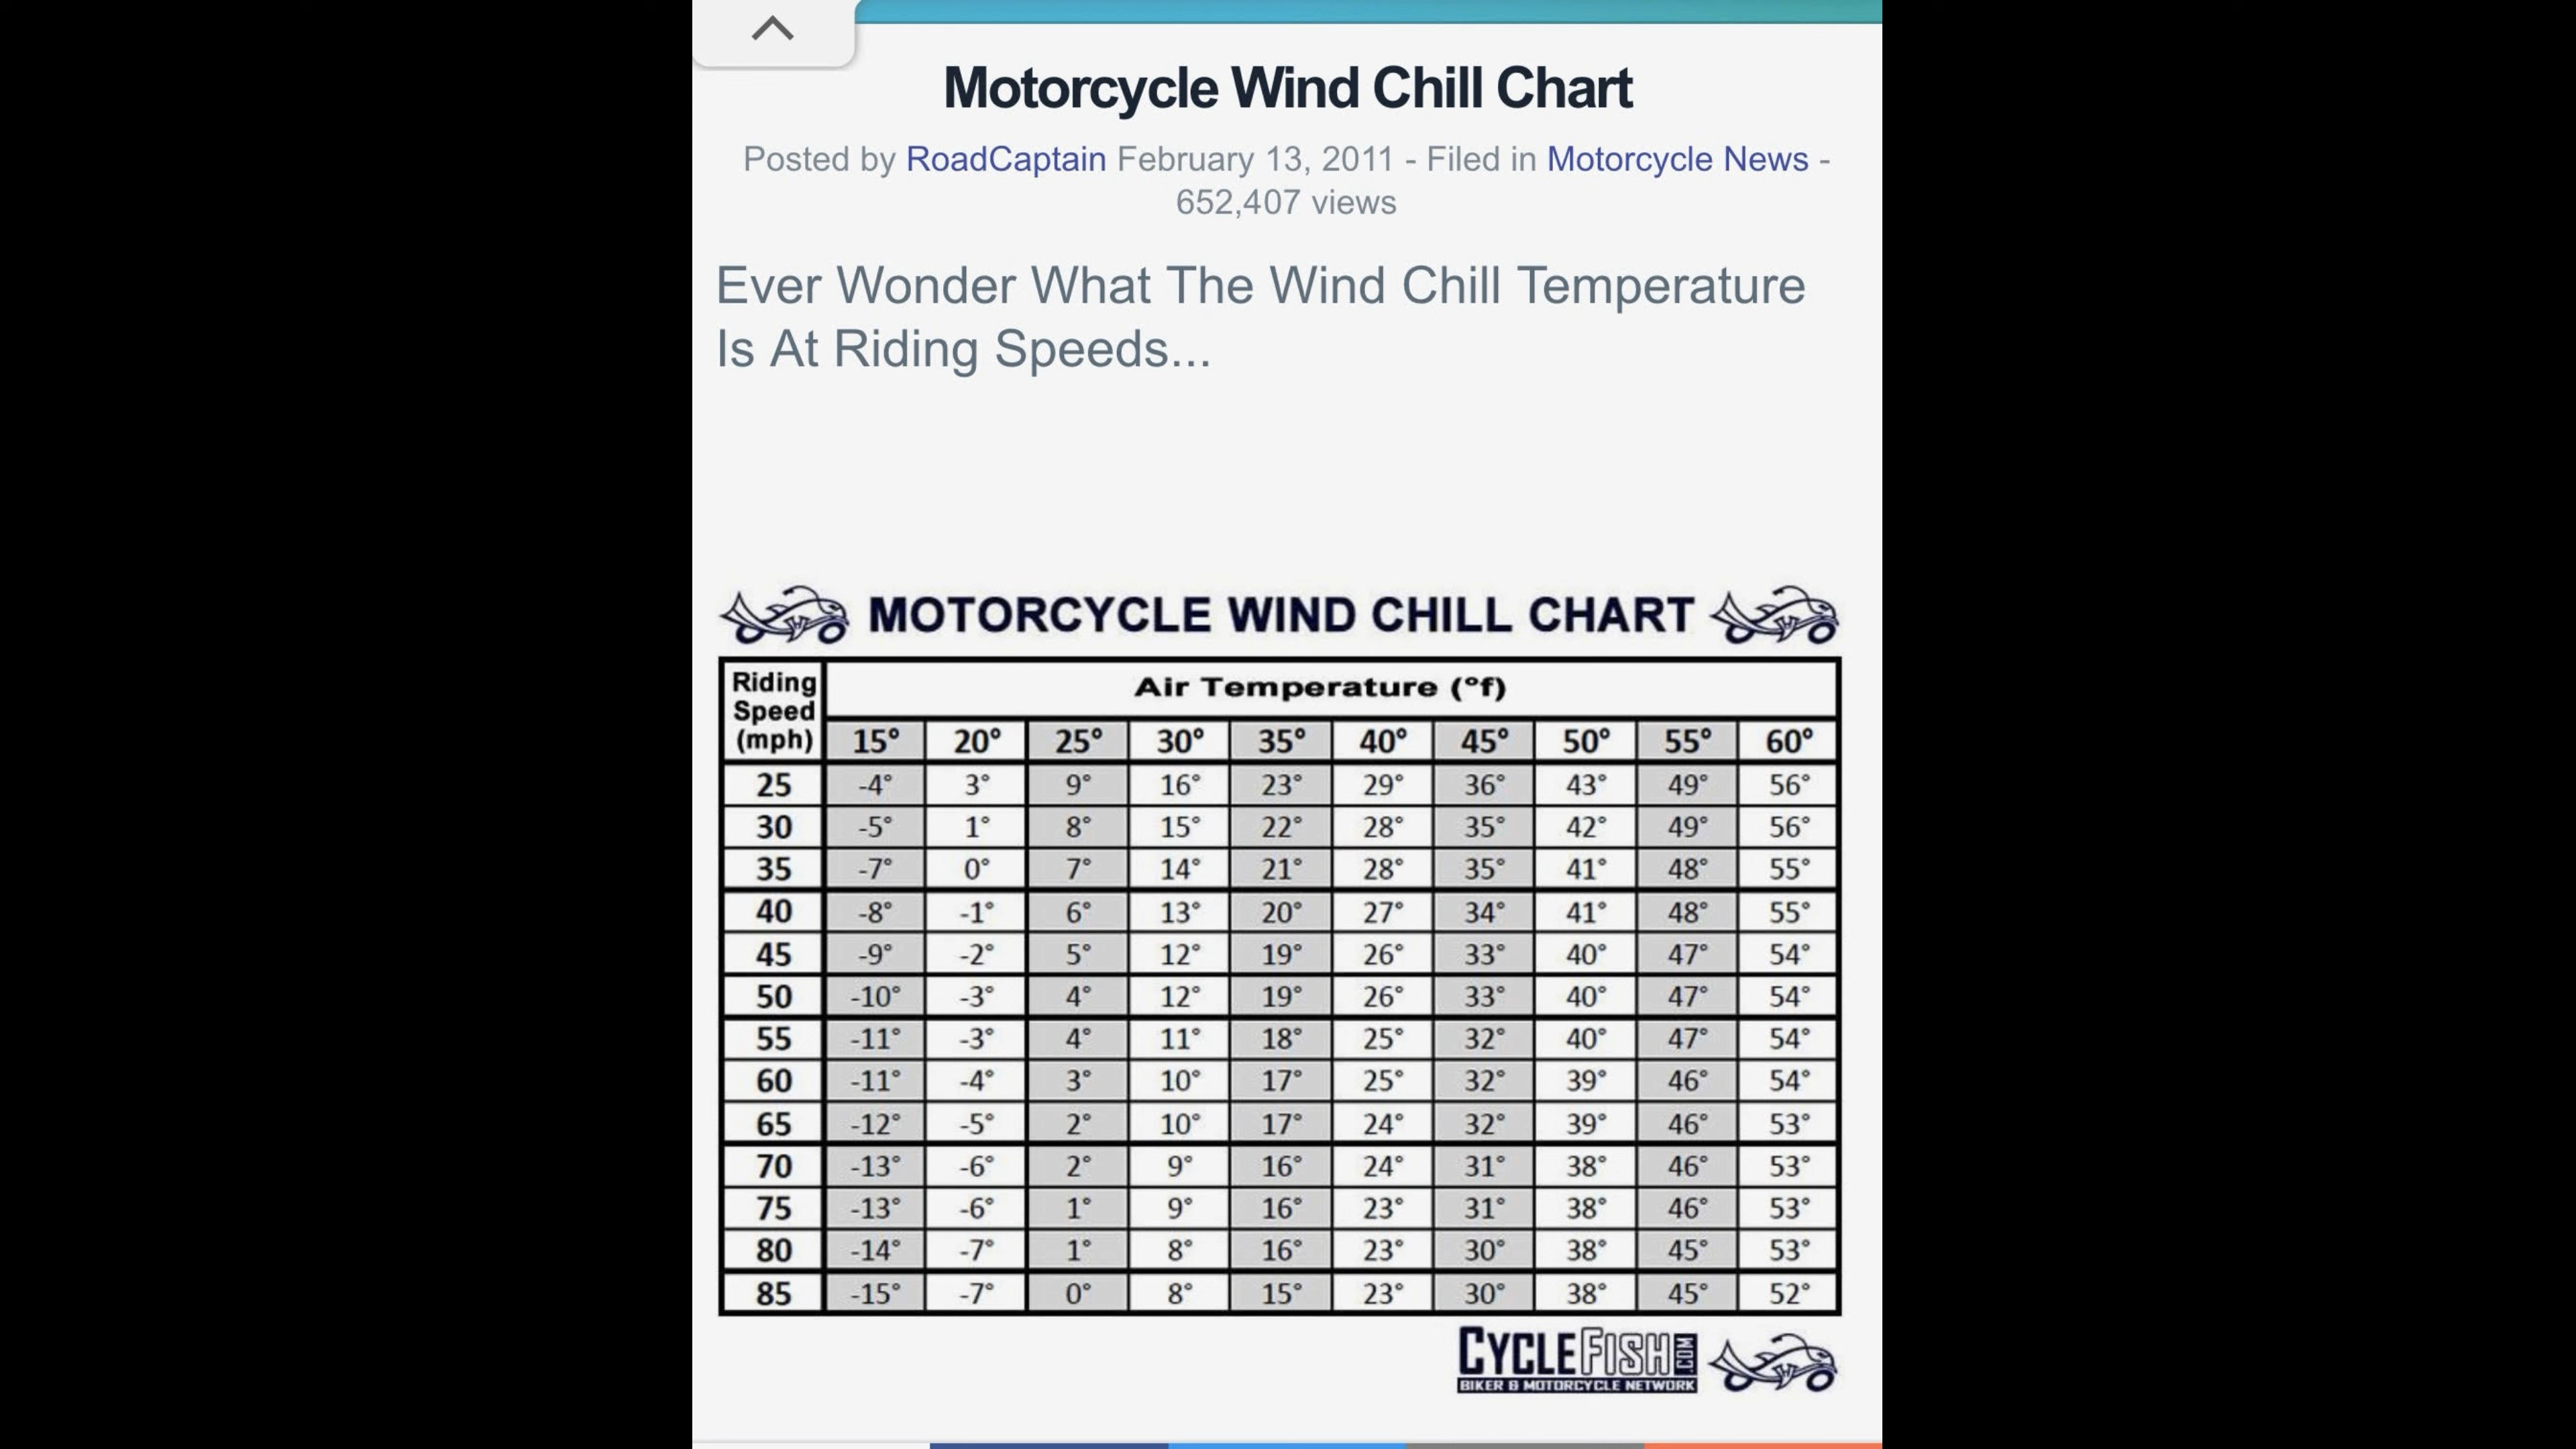 Motorcycle Wind Chill Chart
Posted by RoadCaptain February 13, 2011 - Filed in Motorcycle News -
652,407 views
Ever Wonder What The Wind Chill Temperature
Is At Riding Speeds...
MOTORCYCLE WIND CHILL CHART
Riding Speed (mph) Air Temperature (°f)
15° 20° 25° 30° 35° 40° 45° 50° 55° 60°
25 -4° 3° 9° 16° 23° 29° 36° 43° 49° 56°
30 -5° 1° 8° 15° 22° 28° 35° 42° 49° 56°
35 -7° 0° 7° 14° 21° 28° 35° 41° 48° 55°
40 -8° -1° 6° 13° 20° 27° 34° 41° 48° 55°
45 -9° -2° 5° 12° 19° 26° 33° 40° 47° 54°
50 -10° -3° 4° 12° 19° 26° 33° 40° 47° 54°
55 -11° -3° 4° 11° 18° 25° 32° 40° 47° 54°
60 -11° -4° 3° 10° 17° 25° 32° 39° 46° 54°
65 -12° -5° 2° 10° 17° 24° 32° 39° 46° 53°
70 -13° -6° 2° 9° 16° 24° 31° 38° 46° 53°
75 -13° -6° 1° 9° 16° 23° 31° 38° 46° 53°
80 -14° -7° 1° 8° 16° 23° 30° 38° 45° 53°
85 -15° -7° 0° 8° 15° 23° 30° 38° 45° 52°
CYCLEFISH.COM
BIKER & MOTORCYCLE NETWORK